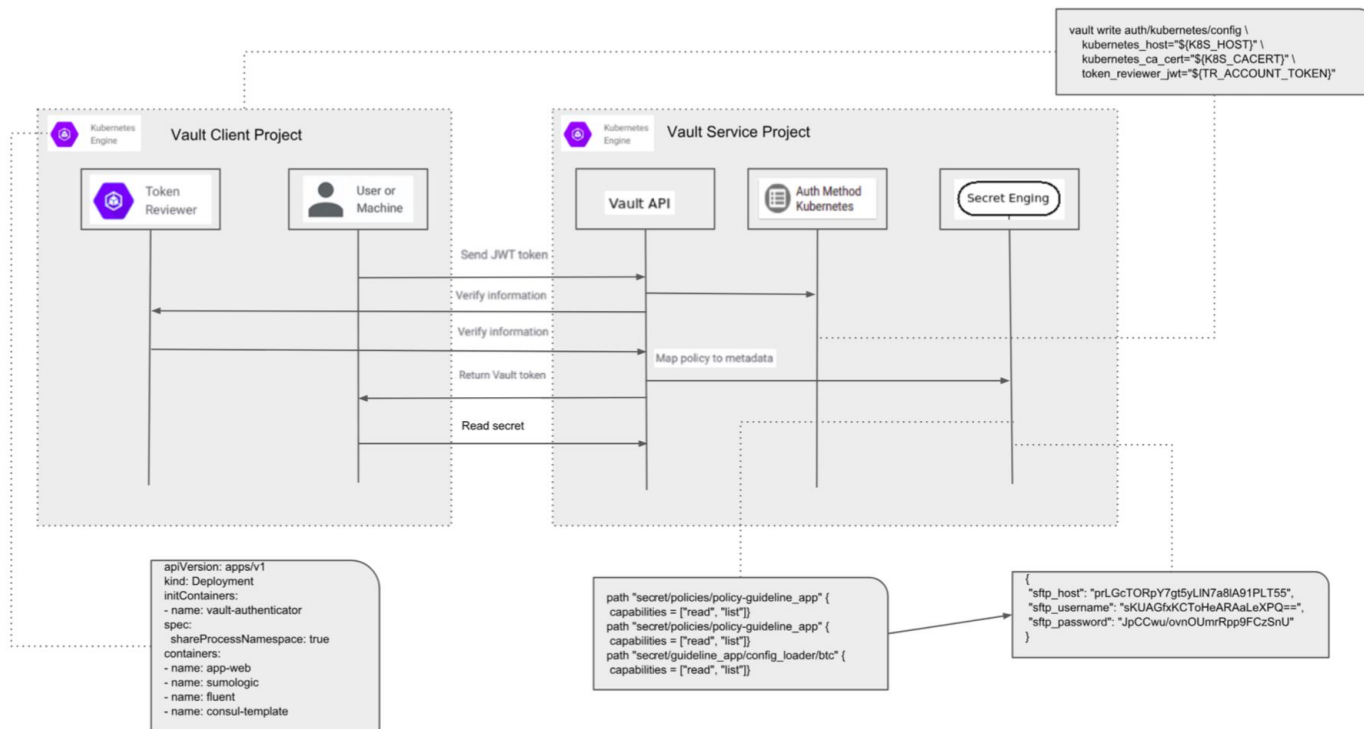 vault write auth/kubernetes/config \
kubernetes_host="${K8S_HOST}" \
kubernetes_ca_cert="${K8S_CACERT}" \
token_reviewer_jwt="${TR_ACCOUNT_TOKEN}"
Kubernetes
Engine
Vault Client Project
Kubernetes
Engine
Vault Service Project
Token
Reviewer
User or
Machine
Vault API
Auth Method
Kubernetes
Secret Enging
Send JWT token
Verify information
Verify information
Map policy to metadata
Return Vault token
Read secret
apiVersion: apps/v1
kind: Deployment
initContainers:
- name: vault-authenticator
spec:
shareProcessNamespace: true
containers:
- name: app-web
- name: sumologic
- name: fluent
- name: consul-template
path "secret/policies/policy-guideline_app" {
capabilities = ["read", "list"]}
path "secret/policies/policy-guideline_app" {
capabilities = ["read", "list"]}
path "secret/guideline_app/config_loader/btc" {
capabilities = ["read", "list"]}
{
"sftp_host": "prLGcTORpY7gt5yLlN7a8lA91PLT55",
"sftp_username": "sKUAGfxKCToHeARAaLeXPQ==",
"sftp_password": "JpCCwu/ovnOUmrRpp9FCzSnU"
}